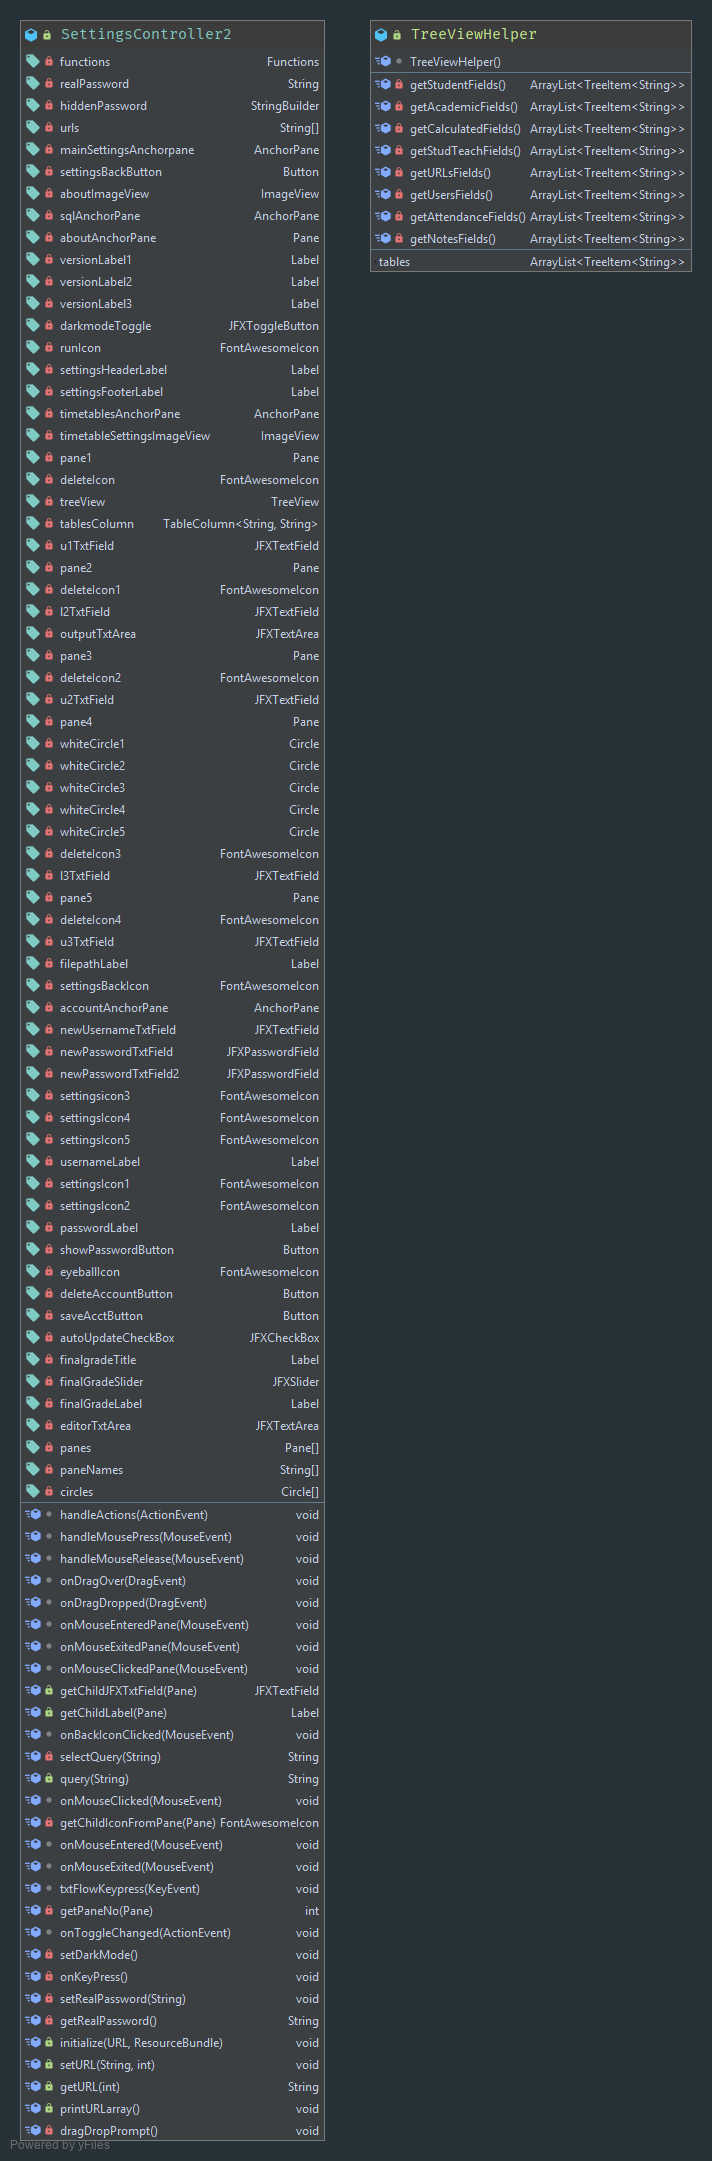 SettingsController2
functions Functions
realPassword String
hiddenPassword StringBuilder
urls String[]
mainSettingsAnchorpane AnchorPane
settingsBackButton Button
aboutImageView ImageView
sqlAnchorPane AnchorPane
aboutAnchorPane Pane
versionLabel1 Label
versionLabel2 Label
versionLabel3 Label
darkmodeToggle JFXToggleButton
runIcon FontAwesomeIcon
settingsHeaderLabel Label
settingsFooterLabel Label
timetablesAnchorPane AnchorPane
timetableSettingsImageView ImageView
pane1 Pane
deleteIcon FontAwesomeIcon
treeView TreeView
tablesColumn TableColumn<String, String>
u1TxtField JFXTextField
pane2 Pane
deleteIcon1 FontAwesomeIcon
l2TxtField JFXTextField
outputTxtArea JFXTextArea
pane3 Pane
deleteIcon2 FontAwesomeIcon
u2TxtField JFXTextField
pane4 Pane
whiteCircle1 Circle
whiteCircle2 Circle
whiteCircle3 Circle
whiteCircle4 Circle
whiteCircle5 Circle
deleteIcon3 FontAwesomeIcon
l3TxtField JFXTextField
pane5 Pane
deleteIcon4 FontAwesomeIcon
u3TxtField JFXTextField
filepathLabel Label
settingsBackIcon FontAwesomeIcon
accountAnchorPane AnchorPane
newUsernameTxtField JFXTextField
newPasswordTxtField JFXPasswordField
newPasswordTxtField2 JFXPasswordField
settingsicon3 FontAwesomeIcon
settingsIcon4 FontAwesomeIcon
settingsIcon5 FontAwesomeIcon
usernameLabel Label
settingsIcon1 FontAwesomeIcon
settingsIcon2 FontAwesomeIcon
passwordLabel Label
showPasswordButton Button
eyeballIcon FontAwesomeIcon
deleteAccountButton Button
saveAcctButton Button
autoUpdateCheckBox JFXCheckBox
finalgradeTitle Label
finalGradeSlider JFXSlider
finalGradeLabel Label
editorTxtArea JFXTextArea
panes Pane[]
paneNames String[]
circles Circle[]
handleActions(ActionEvent) void
handleMousePress(MouseEvent) void
handleMouseRelease(MouseEvent) void
onDragOver(DragEvent) void
onDragDropped(DragEvent) void
onMouseEnteredPane(MouseEvent) void
onMouseExitedPane(MouseEvent) void
onMouseClickedPane(MouseEvent) void
getChildJFXTxtField(Pane) JFXTextField
getChildLabel(Pane) Label
onBackIconClicked(MouseEvent) void
selectQuery(String) String
query(String) String
onMouseClicked(MouseEvent) void
getChildIconFromPane(Pane) FontAwesomeIcon
onMouseEntered(MouseEvent) void
onMouseExited(MouseEvent) void
txtFlowKeypress(KeyEvent) void
getPaneNo(Pane) int
onToggleChanged(ActionEvent) void
setDarkMode() void
onKeyPress() void
setRealPassword(String) void
getRealPassword() String
initialize(URL, ResourceBundle) void
setURL(String, int) void
getURL(int) String
printURLarray() void
dragDropPrompt() void
Powered by yFiles
TreeViewHelper
TreeViewHelper()
getStudentFields() ArrayList<TreeItem<String>>
getAcademicFields() ArrayList<TreeItem<String>>
getCalculatedFields() ArrayList<TreeItem<String>>
getStudTeachFields() ArrayList<TreeItem<String>>
getURLsFields() ArrayList<TreeItem<String>>
getUsersFields() ArrayList<TreeItem<String>>
getAttendanceFields() ArrayList<TreeItem<String>>
getNotesFields() ArrayList<TreeItem<String>>
tables ArrayList<TreeItem<String>>